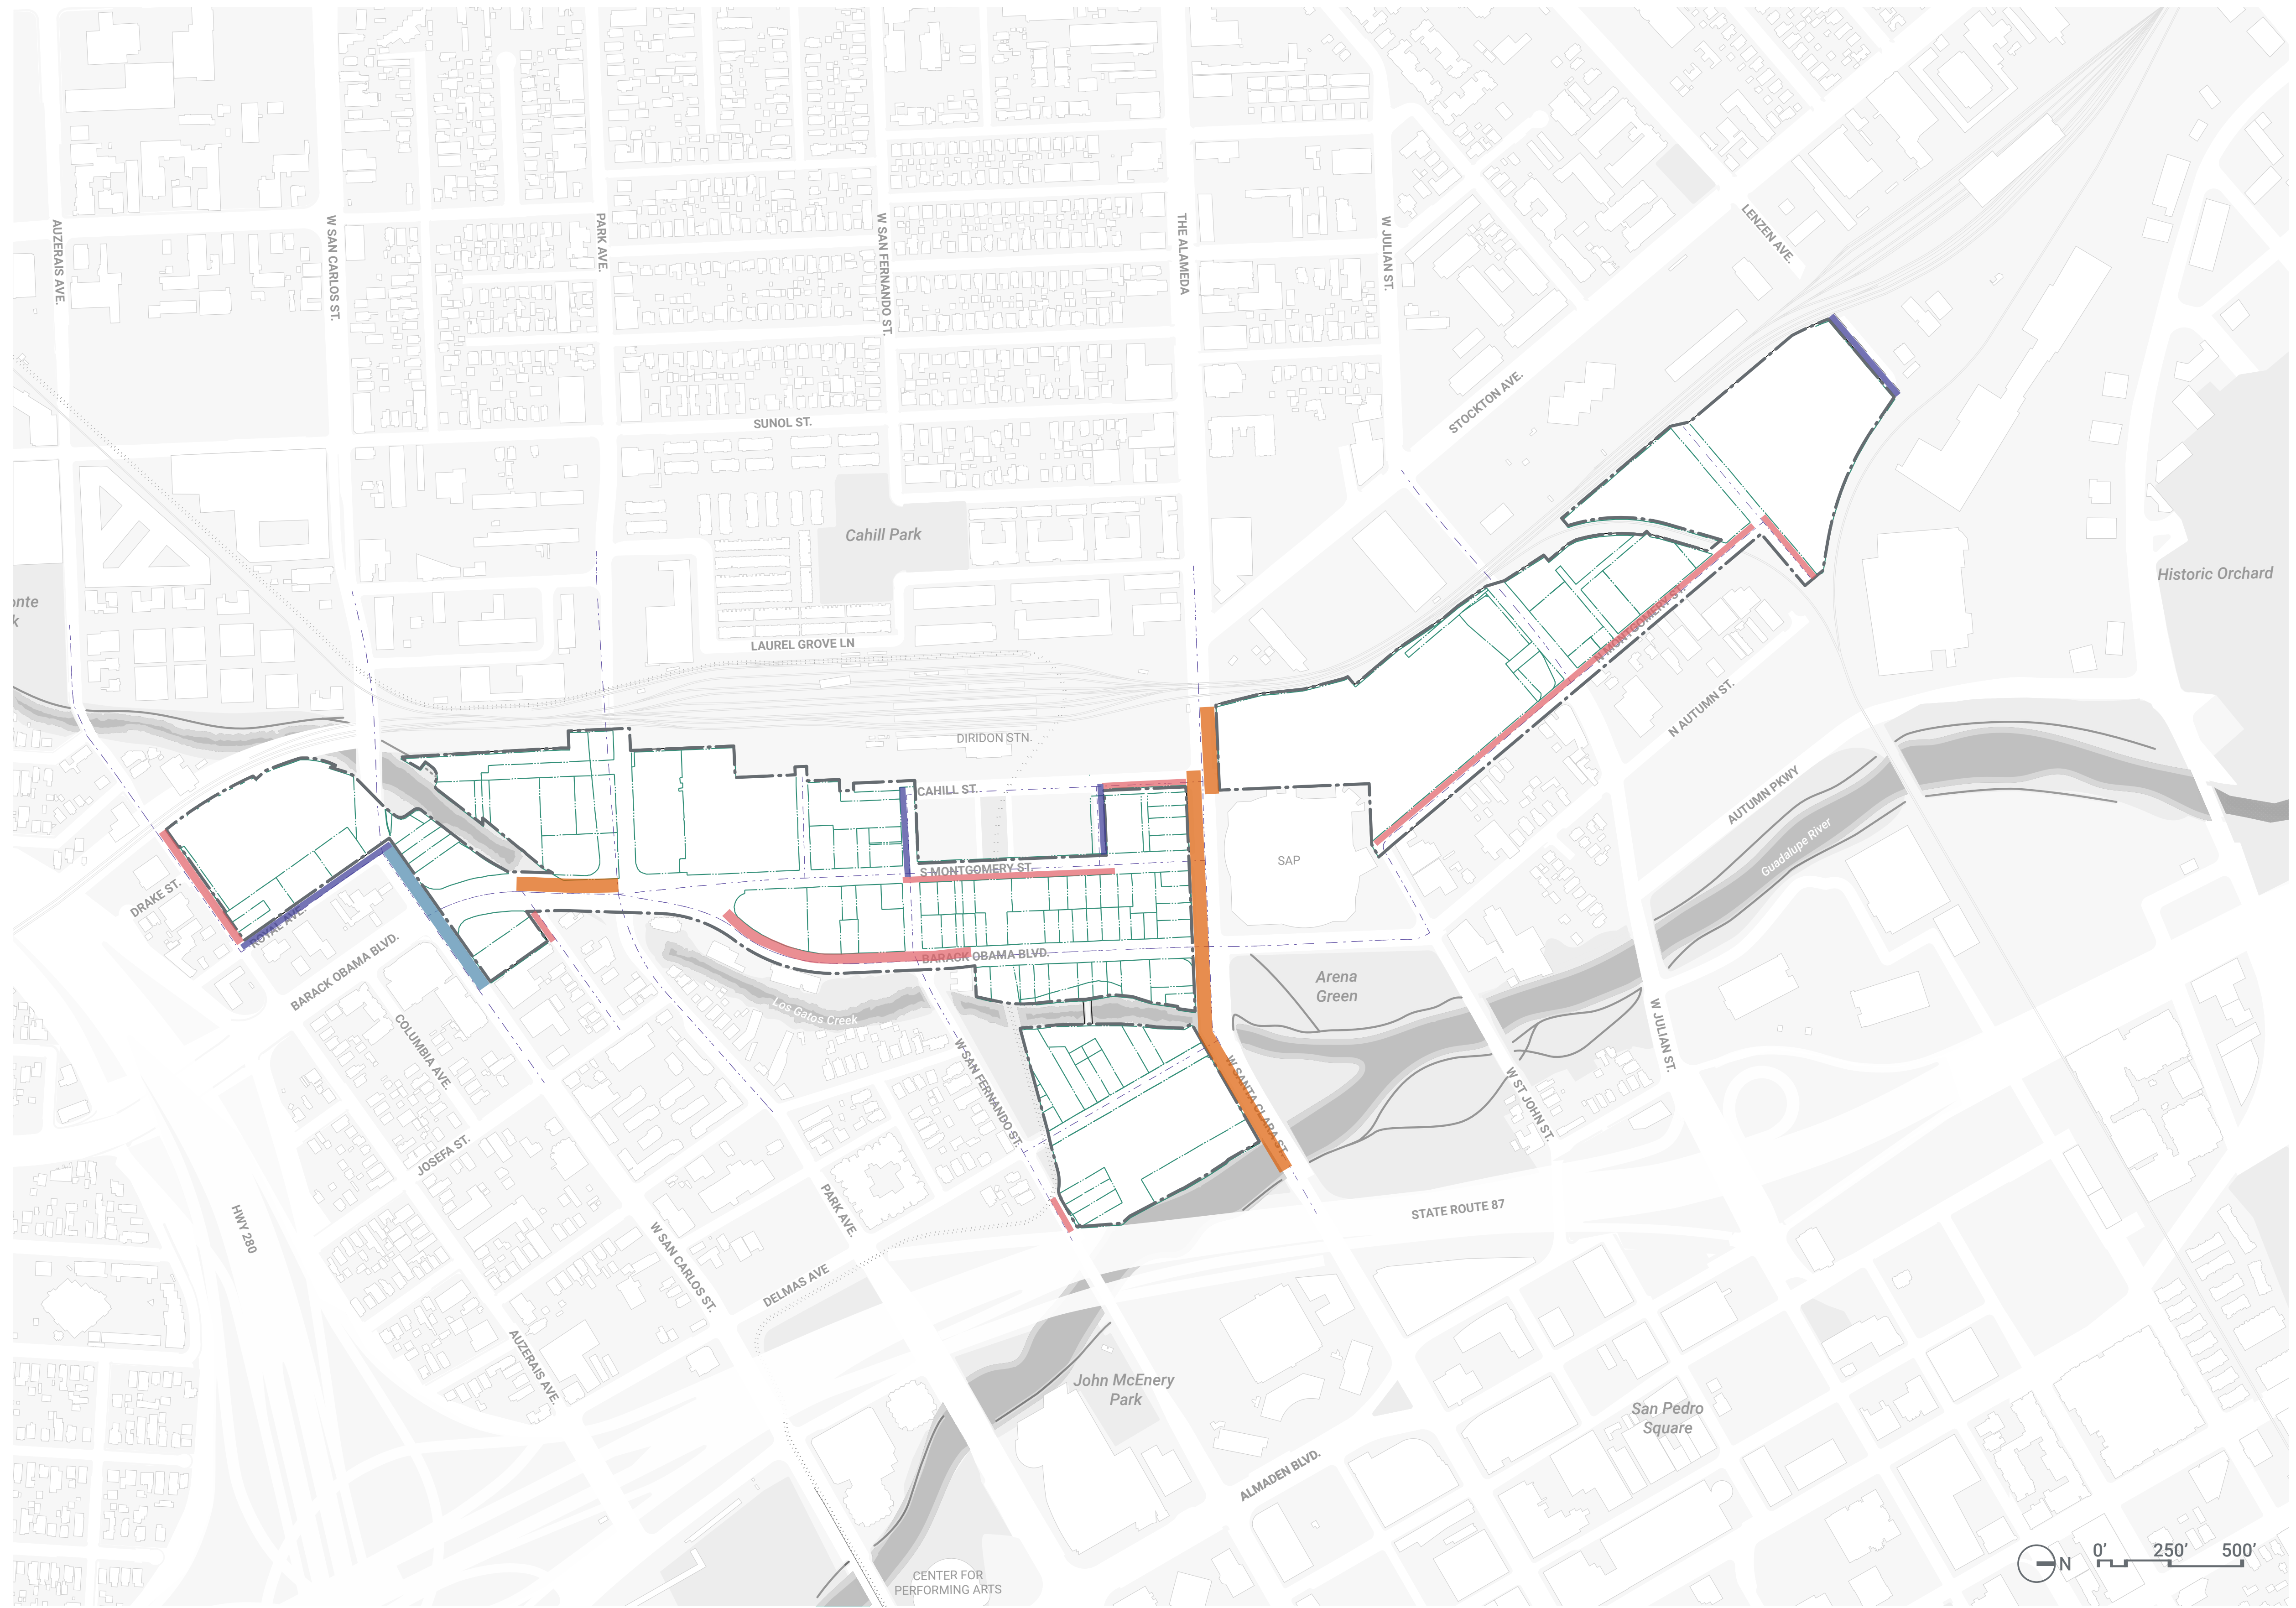 AUZERAIS AVE.
W SAN CARLOS ST.
PARK AVE.
W SAN FERNANDO ST.
THE ALAMEDA
W JULIAN ST.
LENZEN AVE.
STOCKTON AVE.
SUNOL ST.
Cahill Park
onte
k
Historic Orchard
LAUREL GROVE LN
N MONTGOMERY ST.
N AUTUMN ST.
DIRIDON STN.
CAHILL ST.
AUTUMN PKWY
Guadalupe River
SAP
S MONTGOMERY ST.
DRAKE ST.
ROYAL AVE.
BARACK OBAMA BLVD.
BARACK OBAMA BLVD.
Arena
Green
Los Gatos Creek
COLUMBIA AVE.
W SAN FERNANDO ST.
W SANTA CLARA ST.
W ST JOHN ST.
W JULIAN ST.
JOSEFA ST.
HWY 280
PARK AVE.
W SAN CARLOS ST.
STATE ROUTE 87
DELMAS AVE
AUZERAIS AVE.
John McEnery
Park
San Pedro
Square
ALMADEN BLVD.
CENTER FOR
PERFORMING ARTS
N
0' 250' 500'